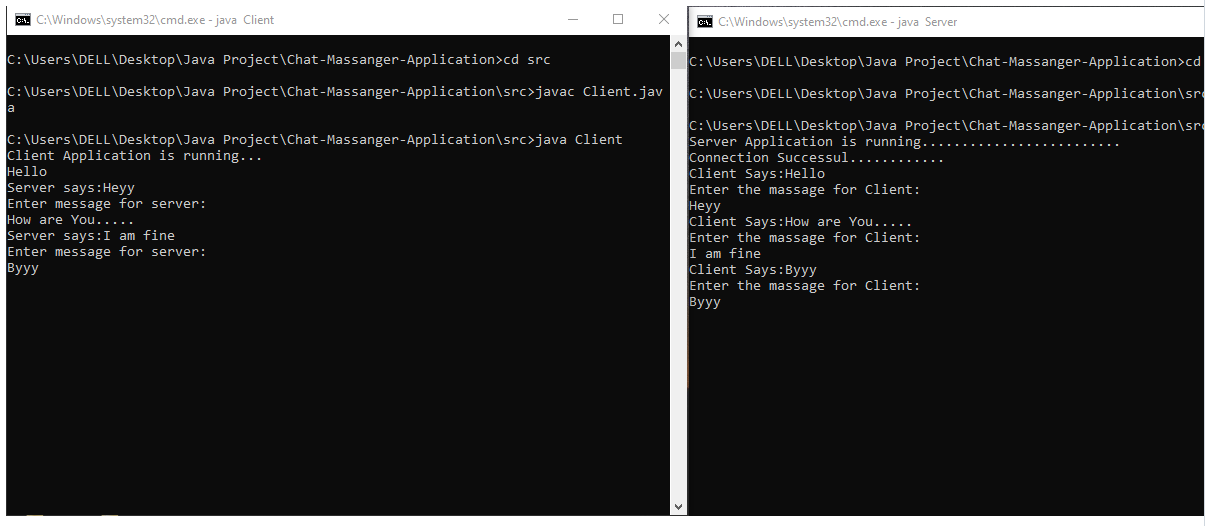 C:\Windows\system32\cmd.exe - java  Client
C:\Users\DELL\Desktop\Java Project\Chat-Massanger-Application>cd src
C:\Users\DELL\Desktop\Java Project\Chat-Massanger-Application\src>javac Client.jav
a
C:\Users\DELL\Desktop\Java Project\Chat-Massanger-Application\src>java Client
Client Application is running...
Hello
Server says:Heyy
Enter message for server:
How are You.....
Server says:I am fine
Enter message for server:
Byyy
C:\Windows\system32\cmd.exe - java  Server
C:\Users\DELL\Desktop\Java Project\Chat-Massanger-Application>cd
C:\Users\DELL\Desktop\Java Project\Chat-Massanger-Application\src
C:\Users\DELL\Desktop\Java Project\Chat-Massanger-Application\src
Server Application is running.........................
Connection Successul............
Client Says:Hello
Enter the massage for Client:
Heyy
Client Says:How are You.....
Enter the massage for Client:
I am fine
Client Says:Byyy
Enter the massage for Client:
Byyy